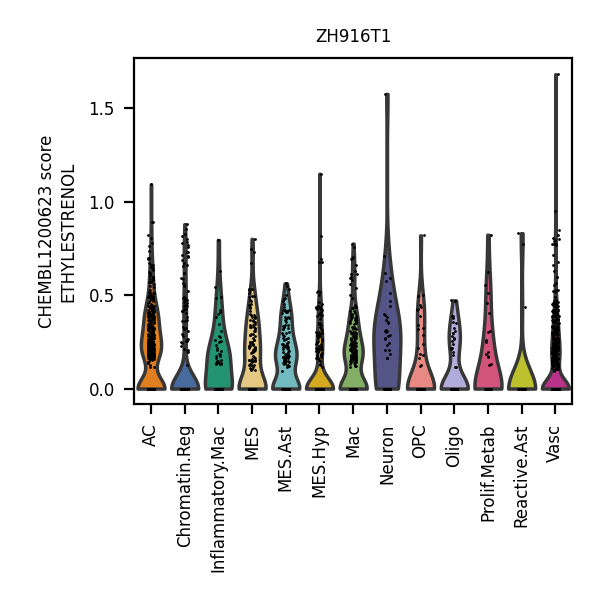 ZH916T1
CHEMBL1200623 score
ETHYLESTRENOL
1.5
1.0
0.5
0.0
AC
Chromatin.Reg
Inflammatory.Mac
MES
MES.Ast
MES.Hyp
Mac
Neuron
OPC
Oligo
Prolif.Metab
Reactive.Ast
Vasc